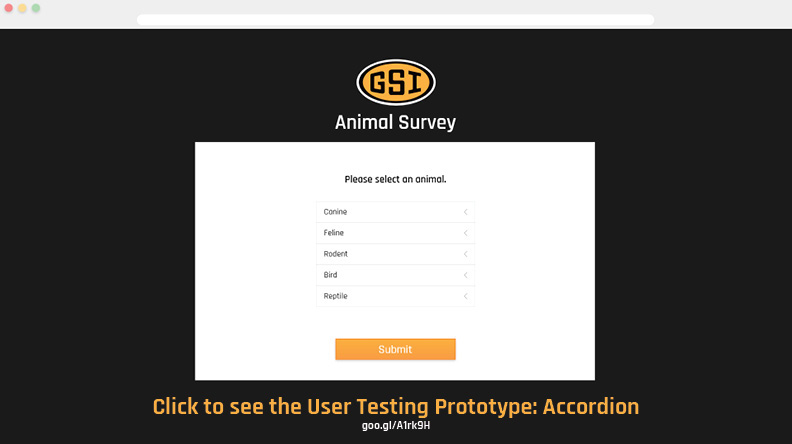 GSI
Animal Survey
Please select an animal.
Canine
Feline
Rodent
Bird
Reptile
Submit
Click to see the User Testing Prototype: Accordion
goo.gl/A1rk9H